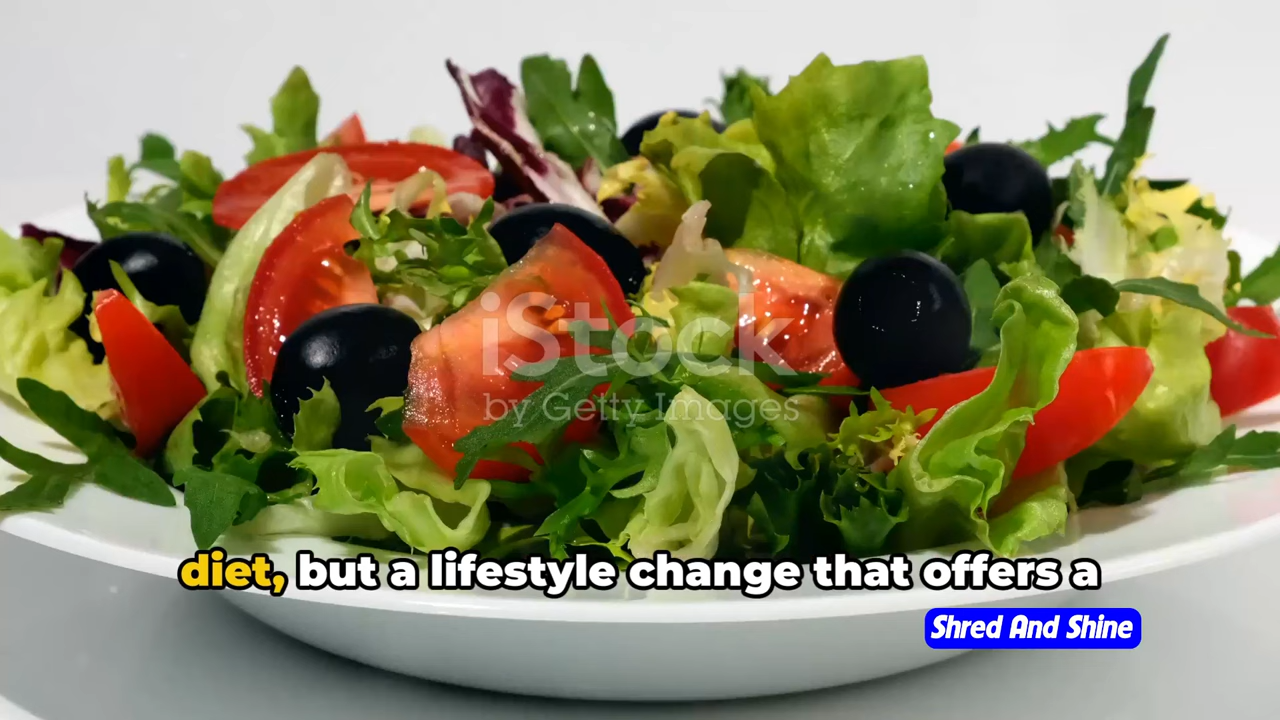 iStock
by Getty Images
diet, but a lifestyle change that offers a
Shred And Shine